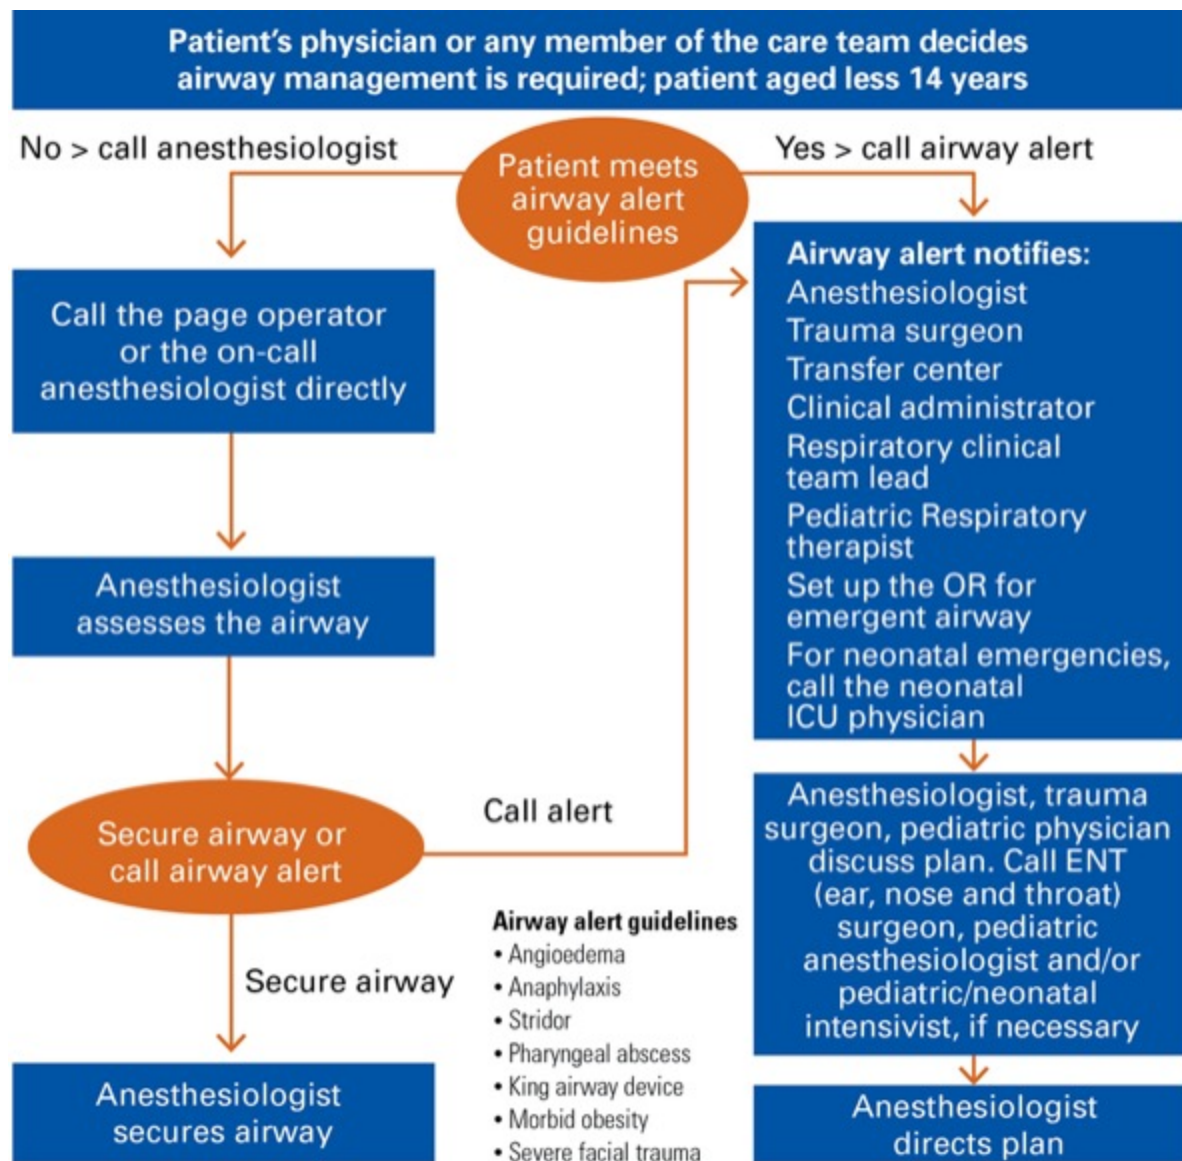 Patient's physician or any member of the care team decides
airway management is required; patient aged less 14 years
No > call anesthesiologist
Patient meets
airway alert
guidelines
Yes > call airway alert
Call the page operator
or the on-call
anesthesiologist directly
Anesthesiologist
assesses the airway
Secure airway or
call airway alert
Call alert
Secure airway
Anesthesiologist
secures airway
Airway alert guidelines
• Angioedema
• Anaphylaxis
• Stridor
• Pharyngeal abscess
• King airway device
• Morbid obesity
• Severe facial trauma
Airway alert notifies:
Anesthesiologist
Trauma surgeon
Transfer center
Clinical administrator
Respiratory clinical
team lead
Pediatric Respiratory
therapist
Set up the OR for
emergent airway
For neonatal emergencies,
call the neonatal
ICU physician
Anesthesiologist, trauma
surgeon, pediatric physician
discuss plan. Call ENT
(ear, nose and throat)
surgeon, pediatric
anesthesiologist and/or
pediatric/neonatal
intensivist, if necessary
Anesthesiologist
directs plan